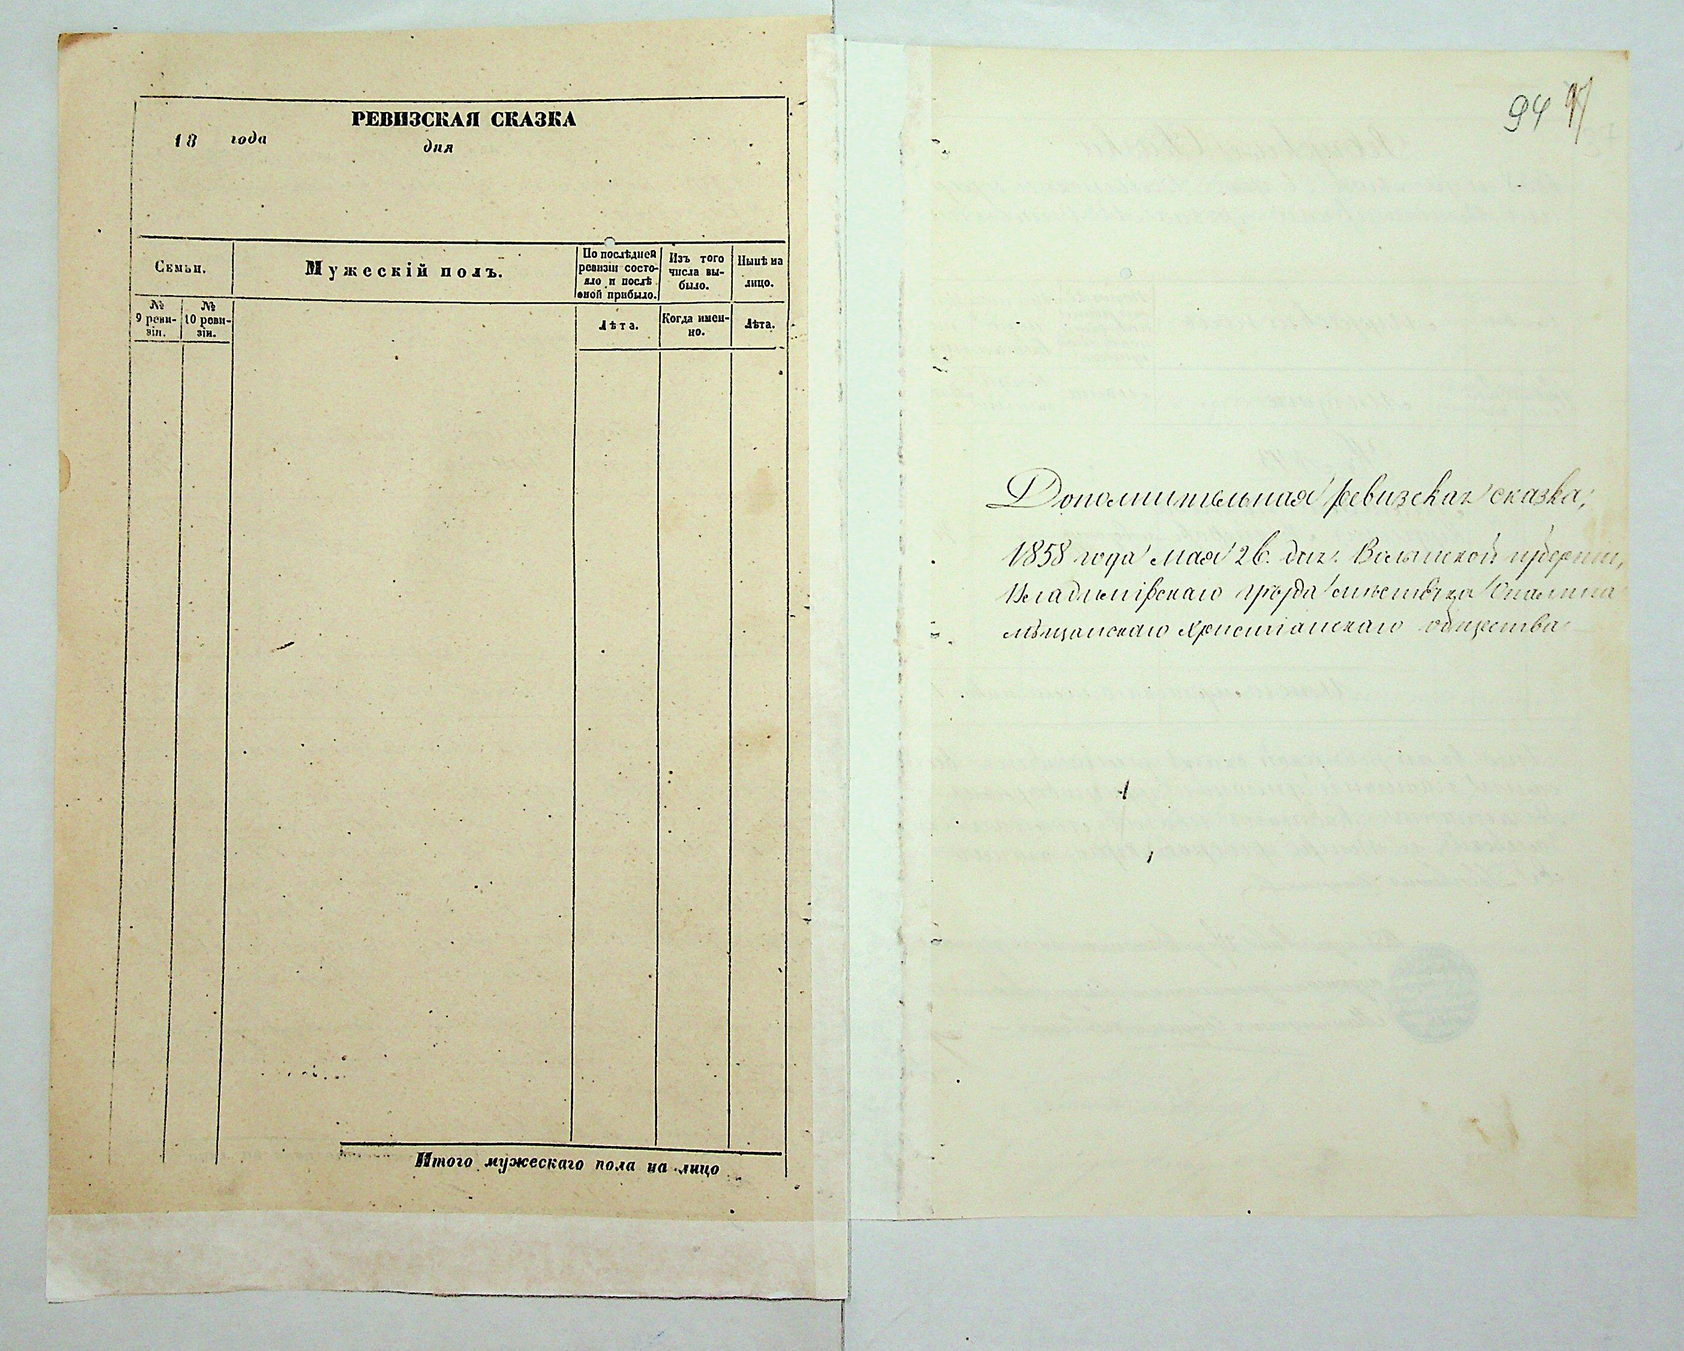 РЕВИЗСКАЯ СКАЗКА
18 года дня
Семьи.
Мужескій полъ.
По послѣдней ревизіи состояло и послѣ оной прибыло.
Изъ того числа выбыло.
Нынѣ на лицо.
№ 9 ревизіи.
№ 10 ревизіи.
Лѣта.
Когда именно.
Лѣта.
Итого мужескаго пола на лицо
94
Дополнительная ревизская сказка,
1858 года мая 26. дня. Волынской губерніи,
Владимірскаго уѣзда мѣстечка
мѣщанскаго Христіанскаго общества